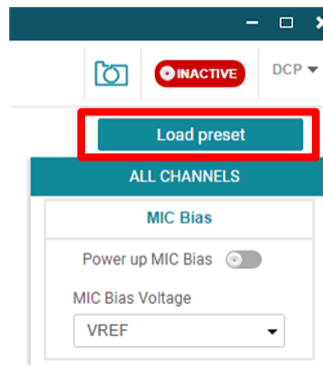 INACTIVE
DCP
Load preset
ALL CHANNELS
MIC Bias
Power up MIC Bias
MIC Bias Voltage
VREF